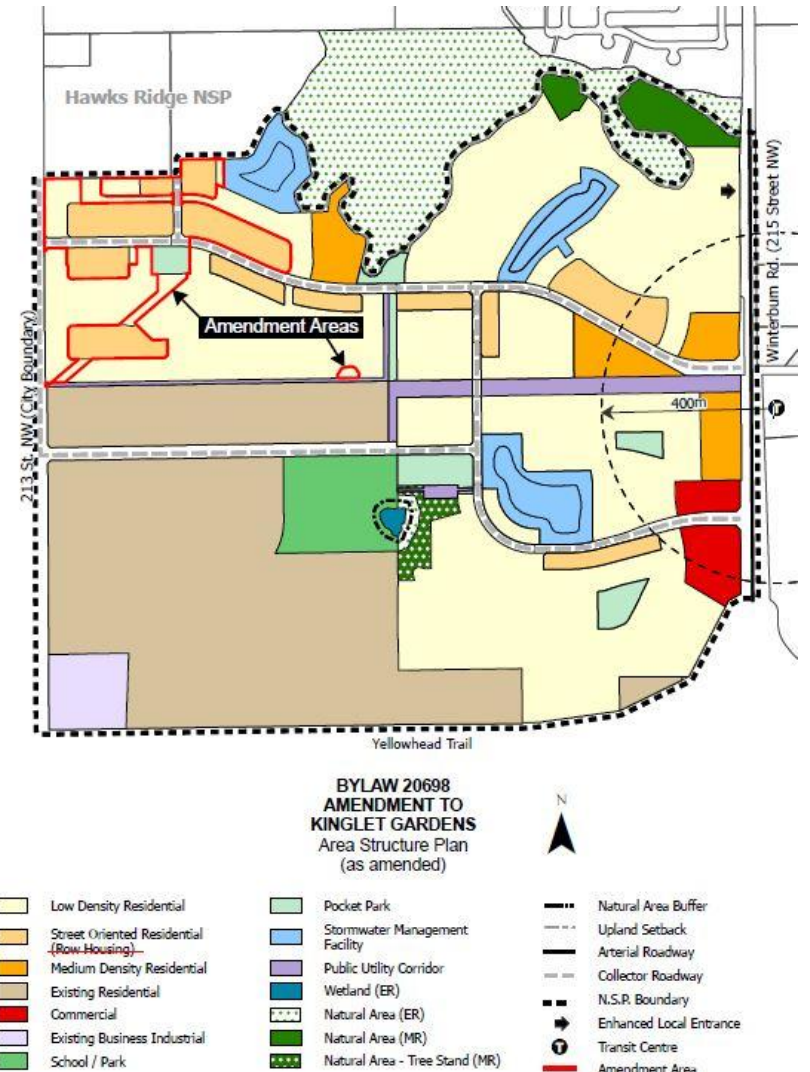 Hawks Ridge NSP
Winterburn Rd. (215 Street NW)
Amendment Areas
213 St. NW (City Boundary)
400m
T
Yellowhead Trail
BYLAW 20698
AMENDMENT TO
KINGLET GARDENS
Area Structure Plan
(as amended)
N
Low Density Residential
Street Oriented Residential
(Row Housing)
Medium Density Residential
Existing Residential
Commercial
Existing Business Industrial
School / Park
Pocket Park
Stormwater Management
Facility
Public Utility Corridor
Wetland (ER)
Natural Area (ER)
Natural Area (MR)
Natural Area - Tree Stand (MR)
Natural Area Buffer
Upland Setback
Arterial Roadway
Collector Roadway
N.S.P. Boundary
Enhanced Local Entrance
T
Transit Centre
Amendment Area